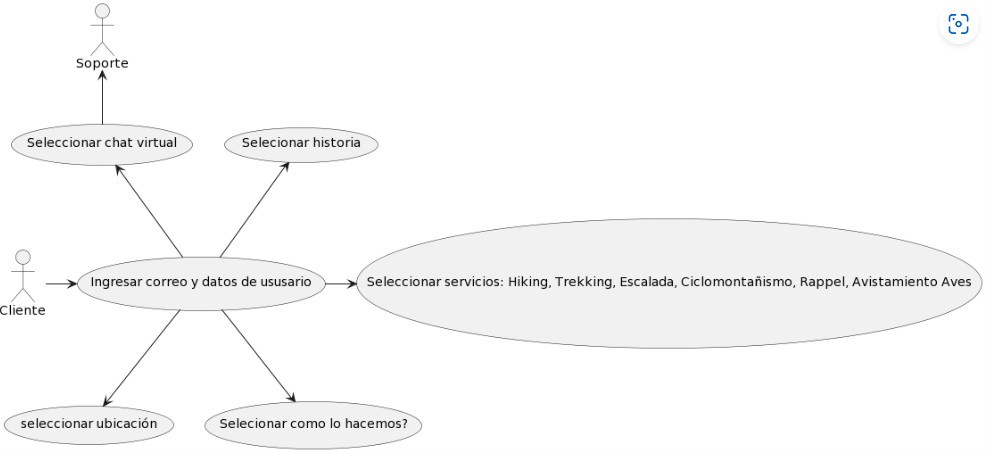 Soporte
Seleccionar chat virtual
Selecionar historia
Cliente
Ingresar correo y datos de ususario
Seleccionar servicios: Hiking, Trekking, Escalada, Ciclomontañismo, Rappel, Avistamiento Aves
seleccionar ubicación
Selecionar como lo hacemos?